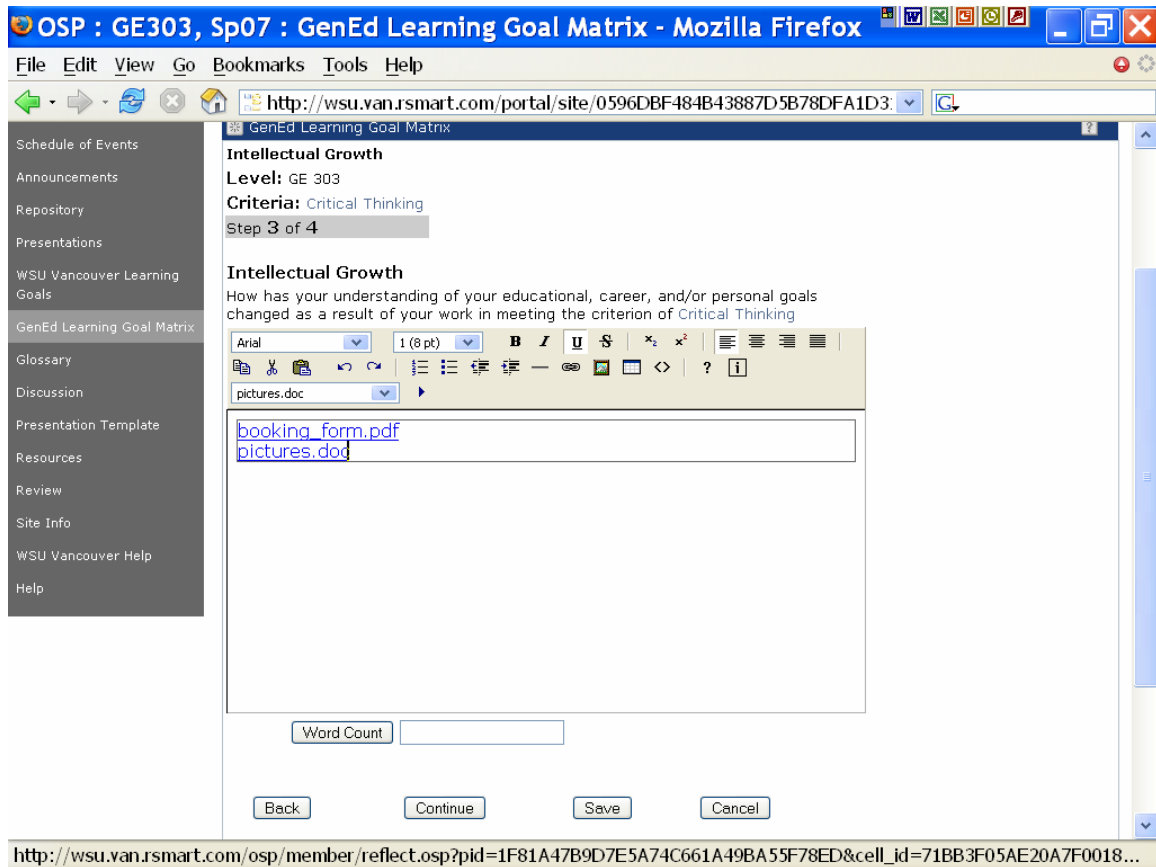 OSP : GE303, Sp07 : GenEd Learning Goal Matrix - Mozilla Firefox
File Edit View Go Bookmarks Tools Help
http://wsu.van.rsmart.com/portal/site/0596DBF484B43887D5B78DFA1D3
GenEd Learning Goal Matrix ?
Schedule of Events
Announcements
Repository
Presentations
WSU Vancouver Learning
Goals
GenEd Learning Goal Matrix
Glossary
Discussion
Presentation Template
Resources
Review
Site Info
WSU Vancouver Help
Help
Intellectual Growth
Level: GE 303
Criteria: Critical Thinking
Step 3 of 4
Intellectual Growth
How has your understanding of your educational, career, and/or personal goals
changed as a result of your work in meeting the criterion of Critical Thinking
Arial 1 (8 pt) B I U S x₂ x²
? i
pictures.doc
booking_form.pdf
pictures.doc
Word Count
Back Continue Save Cancel
http://wsu.van.rsmart.com/osp/member/reflect.osp?pid=1F81A47B9D7E5A74C661A49BA55F78ED&cell_id=71BB3F05AE20A7F0018...